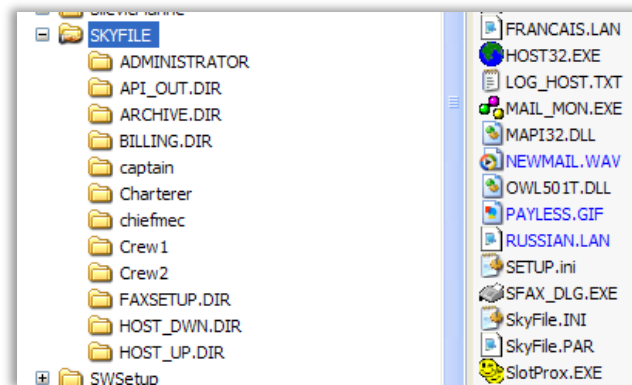 SKYFILE
ADMINISTRATOR
API_OUT.DIR
ARCHIVE.DIR
BILLING.DIR
captain
Charterer
chiefmec
Crew1
Crew2
FAXSETUP.DIR
HOST_DWN.DIR
HOST_UP.DIR
SWSetup
FRANCAIS.LAN
HOST32.EXE
LOG_HOST.TXT
MAIL_MON.EXE
MAPI32.DLL
NEWMAIL.WAV
OWL501T.DLL
PAYLESS.GIF
RUSSIAN.LAN
SETUP.ini
SFAX_DLG.EXE
SkyFile.INI
SkyFile.PAR
SlotProx.EXE